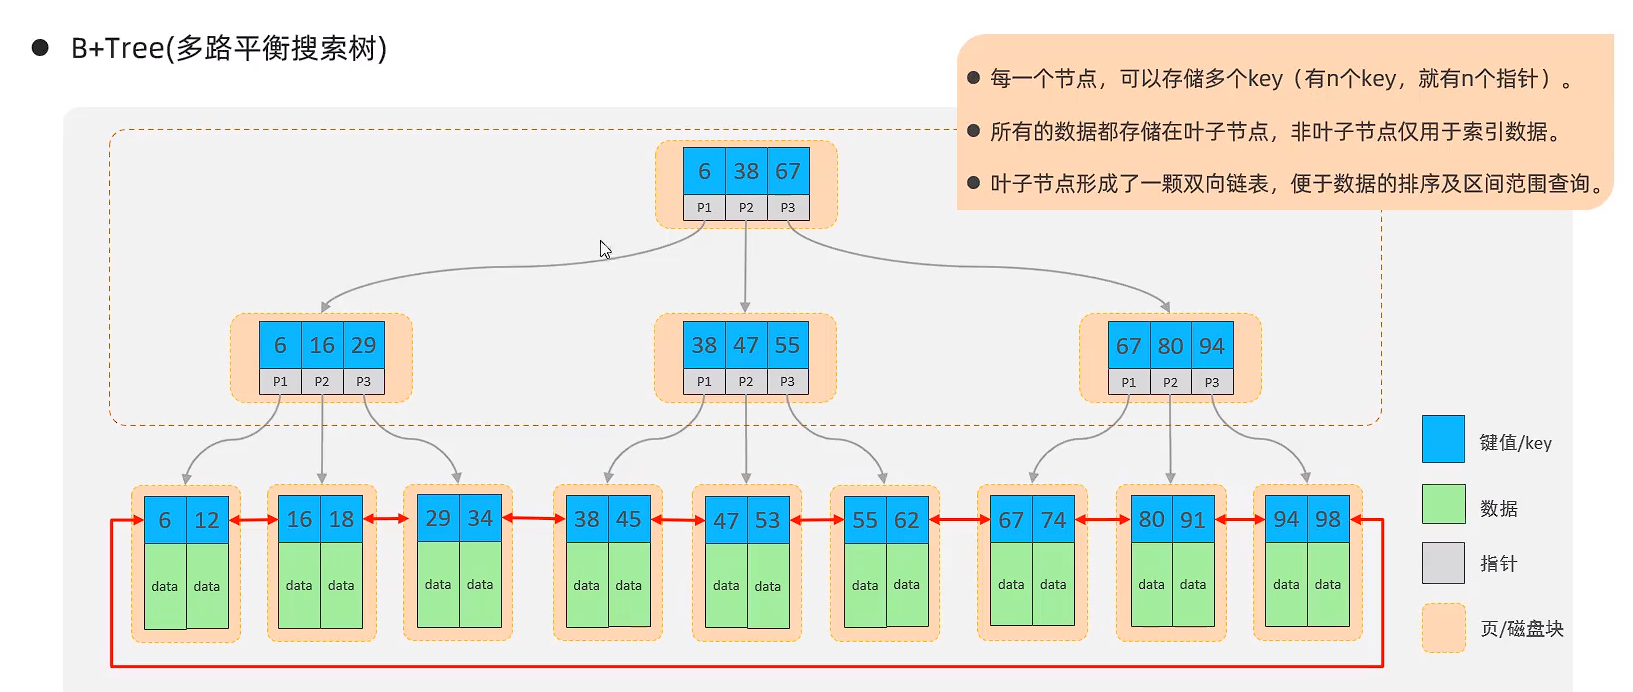 ● B+Tree(多路平衡搜索树)
● 每一个节点，可以存储多个key（有n个key，就有n个指针）。
● 所有的数据都存储在叶子节点，非叶子节点仅用于索引数据。
● 叶子节点形成了一颗双向链表，便于数据的排序及区间范围查询。
6 38 67
P1 P2 P3
6 16 29
P1 P2 P3
38 47 55
P1 P2 P3
67 80 94
P1 P2 P3
6 12
data data
16 18
data data
29 34
data data
38 45
data data
47 53
data data
55 62
data data
67 74
data data
80 91
data data
94 98
data data
键值/key
数据
指针
页/磁盘块